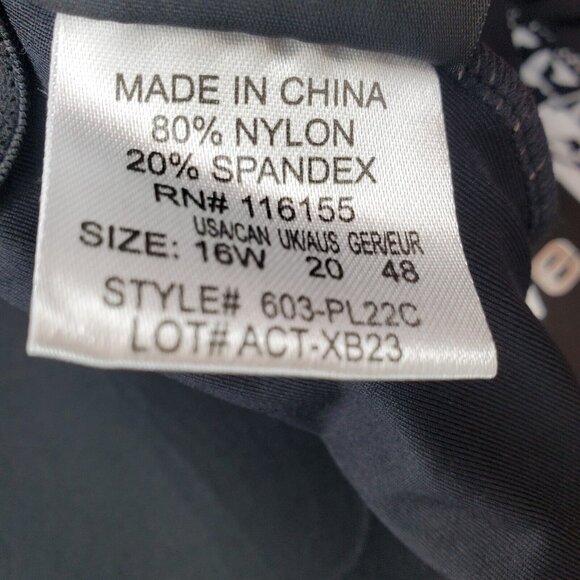 MADE IN CHINA
80% NYLON
20% SPANDEX
RN# 116155
USA/CAN UK/AUS GER/EUR
SIZE: 16W 20 48
STYLE# 603-PL22C
LOT# ACT-XB23